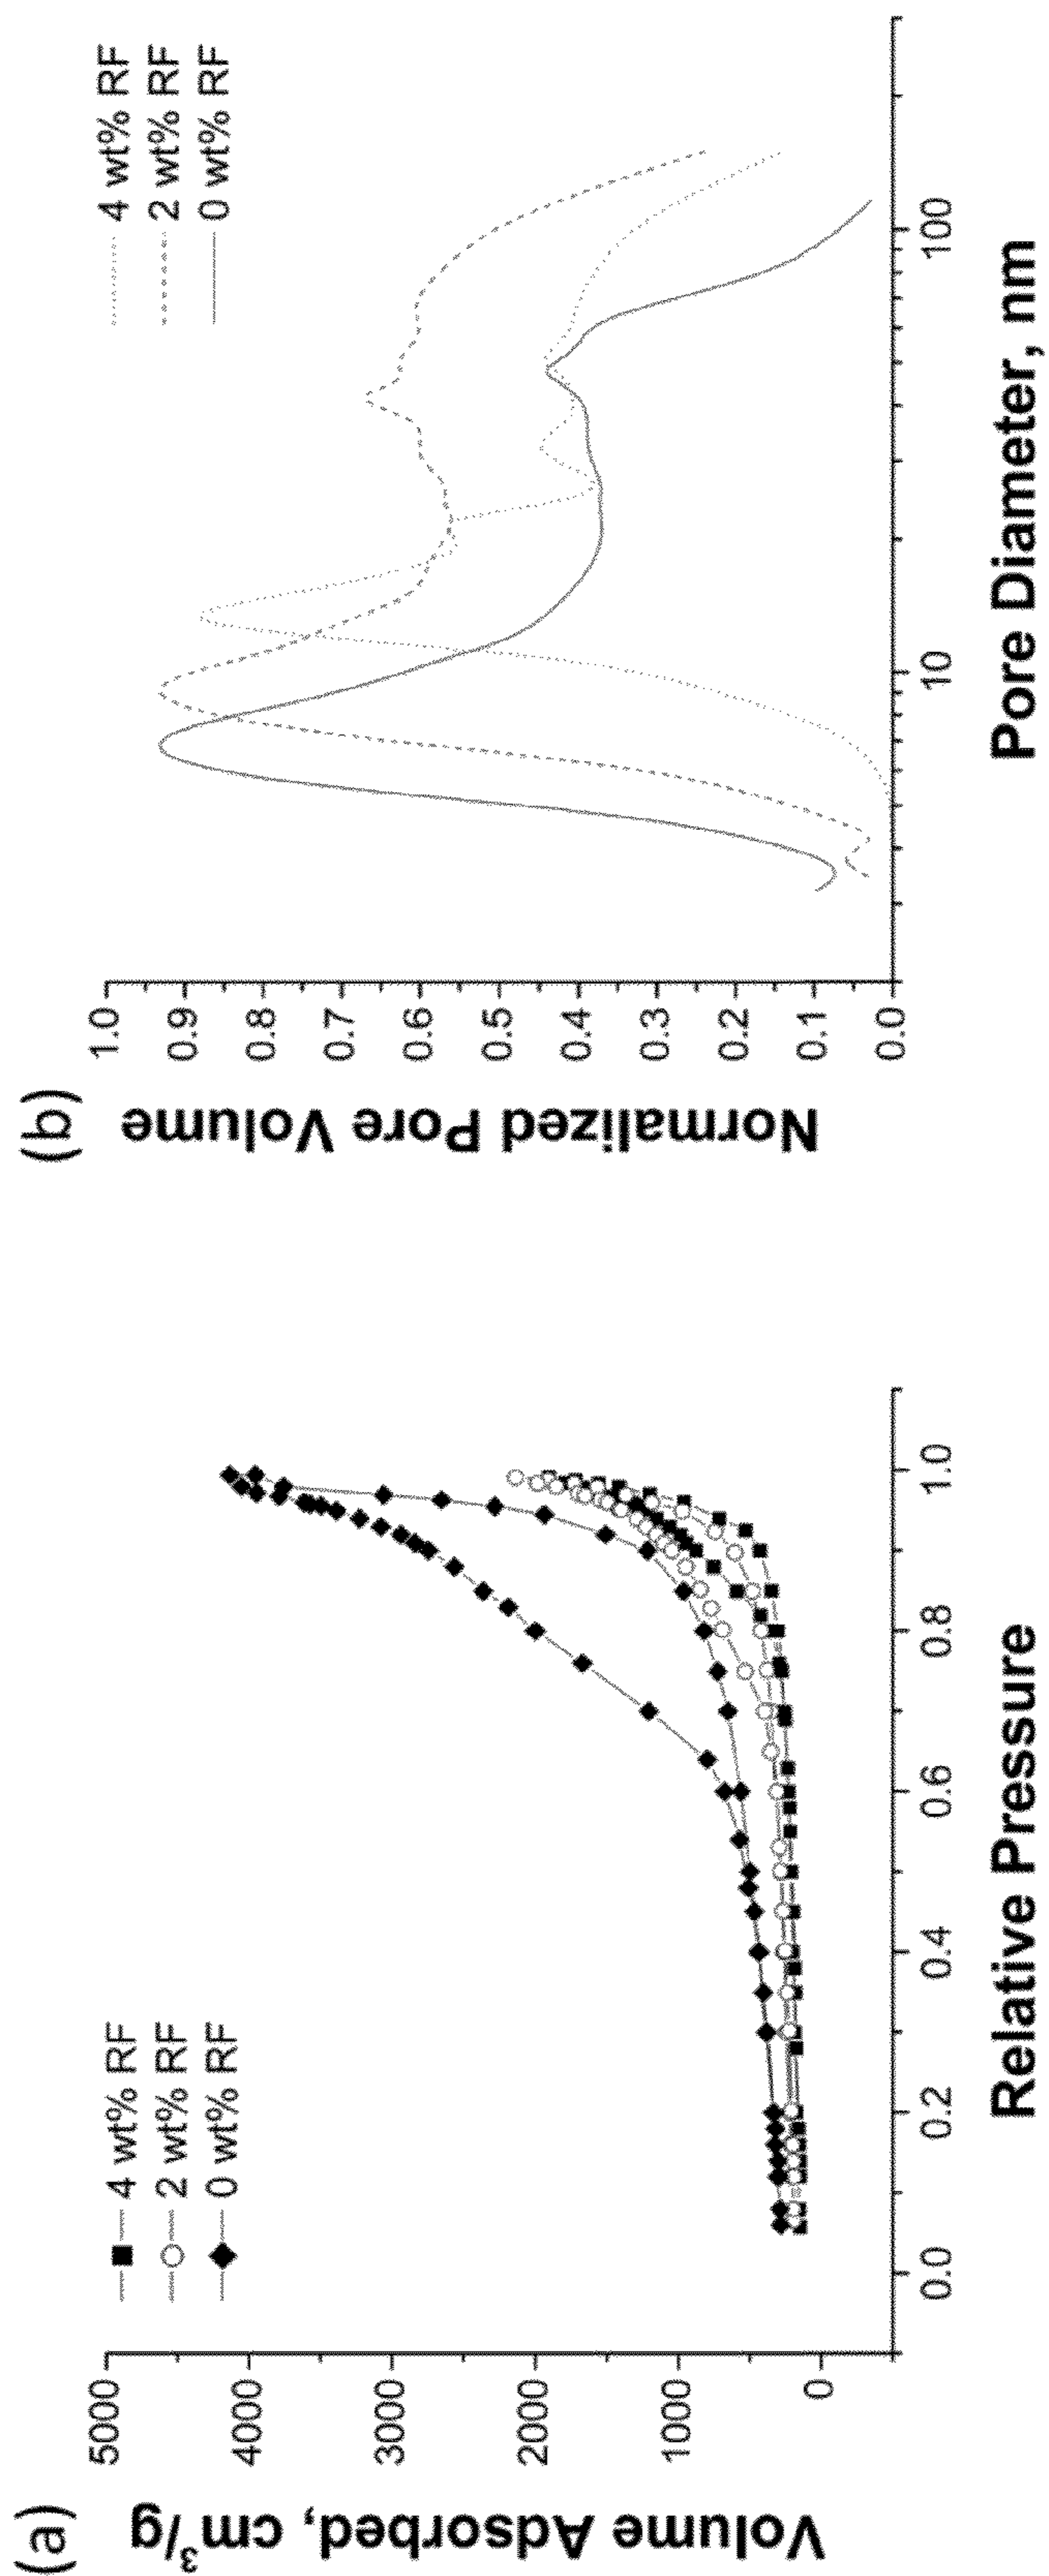 (a)
Volume Adsorbed, cm³/g
5000
4000
3000
2000
1000
0
4 wt% RF
2 wt% RF
0 wt% RF
0.0
0.2
0.4
0.6
0.8
1.0
Relative Pressure
(b)
Normalized Pore Volume
1.0
0.9
0.8
0.7
0.6
0.5
0.4
0.3
0.2
0.1
0.0
4 wt% RF
2 wt% RF
0 wt% RF
10
100
Pore Diameter, nm